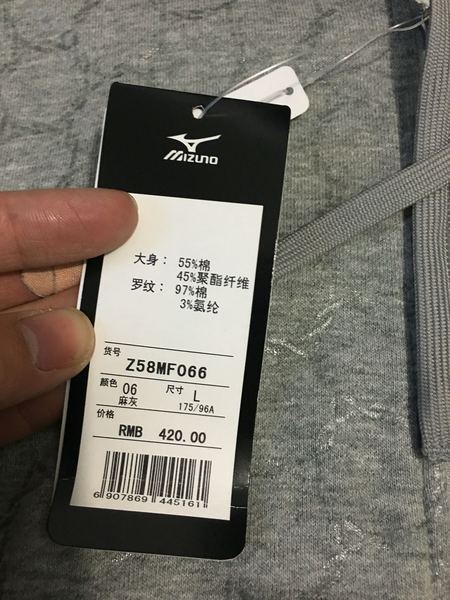 MIZUNO
大身： 55%棉
45%聚酯纤维
罗纹： 97%棉
3%氨纶
货号
Z58MF066
颜色 06 尺寸 L
麻灰 175/96A
价格
RMB 420.00
6 907869 445161